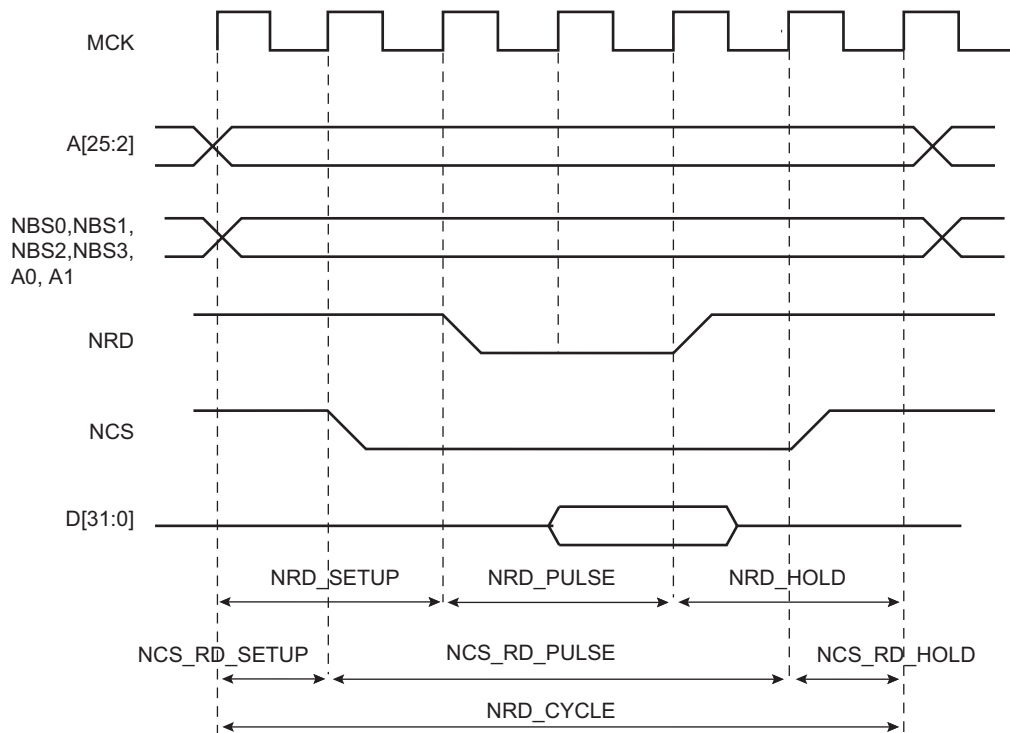 MCK
A[25:2]
NBS0,NBS1,
NBS2,NBS3,
A0, A1
NRD
NCS
D[31:0]
NRD_SETUP
NRD_PULSE
NRD_HOLD
NCS_RD_SETUP
NCS_RD_PULSE
NCS_RD_HOLD
NRD_CYCLE